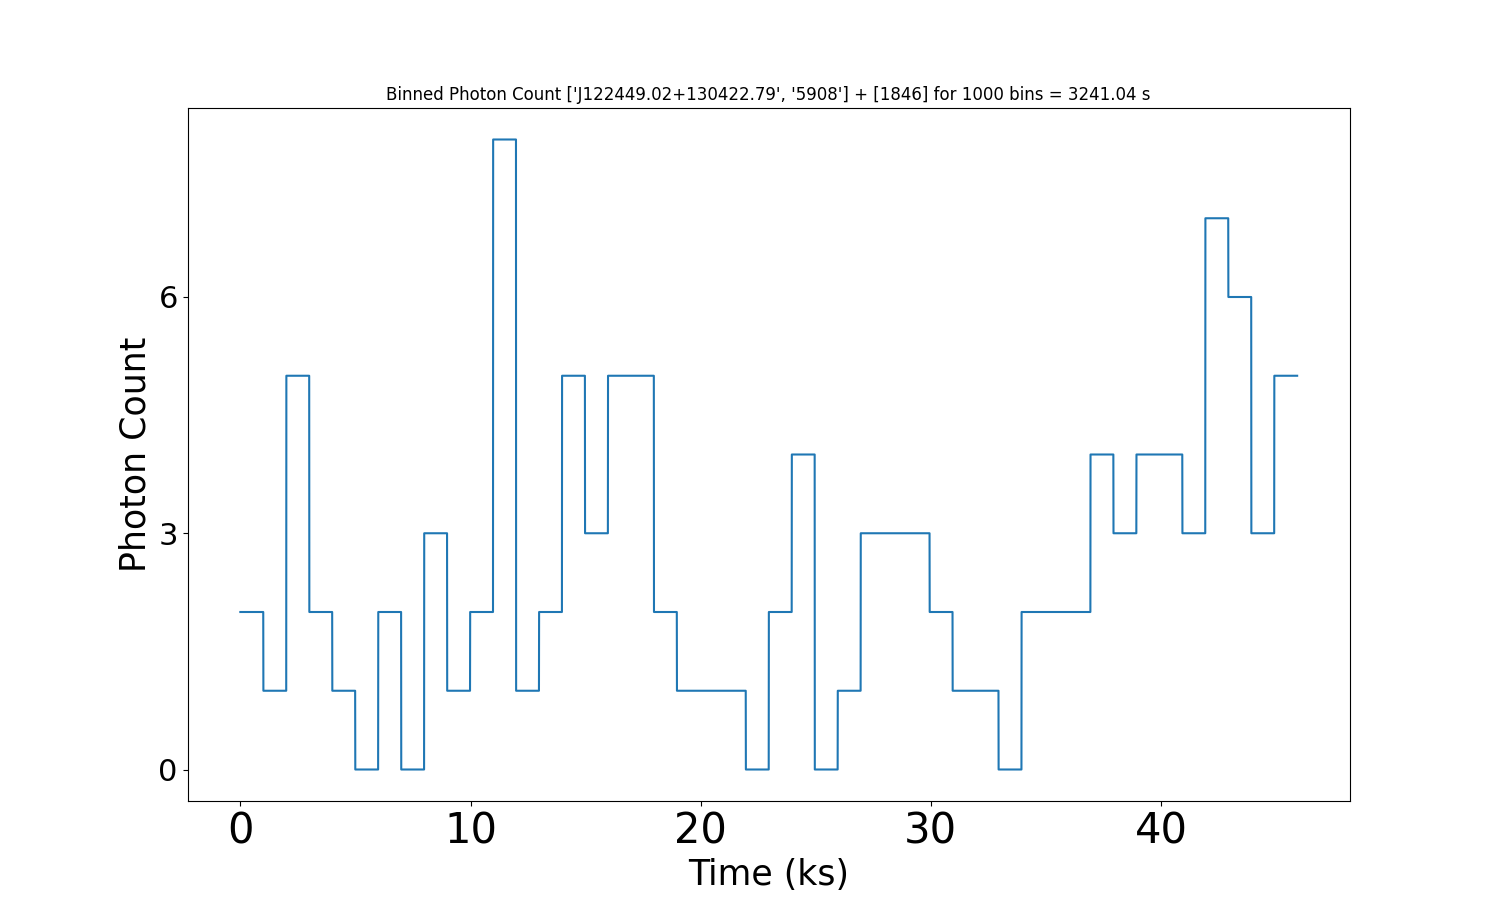 Binned Photon Count ['J122449.02+130422.79', '5908'] + [1846] for 1000 bins = 3241.04 s
Photon Count
6
3
0
0 10 20 30 40
Time (ks)